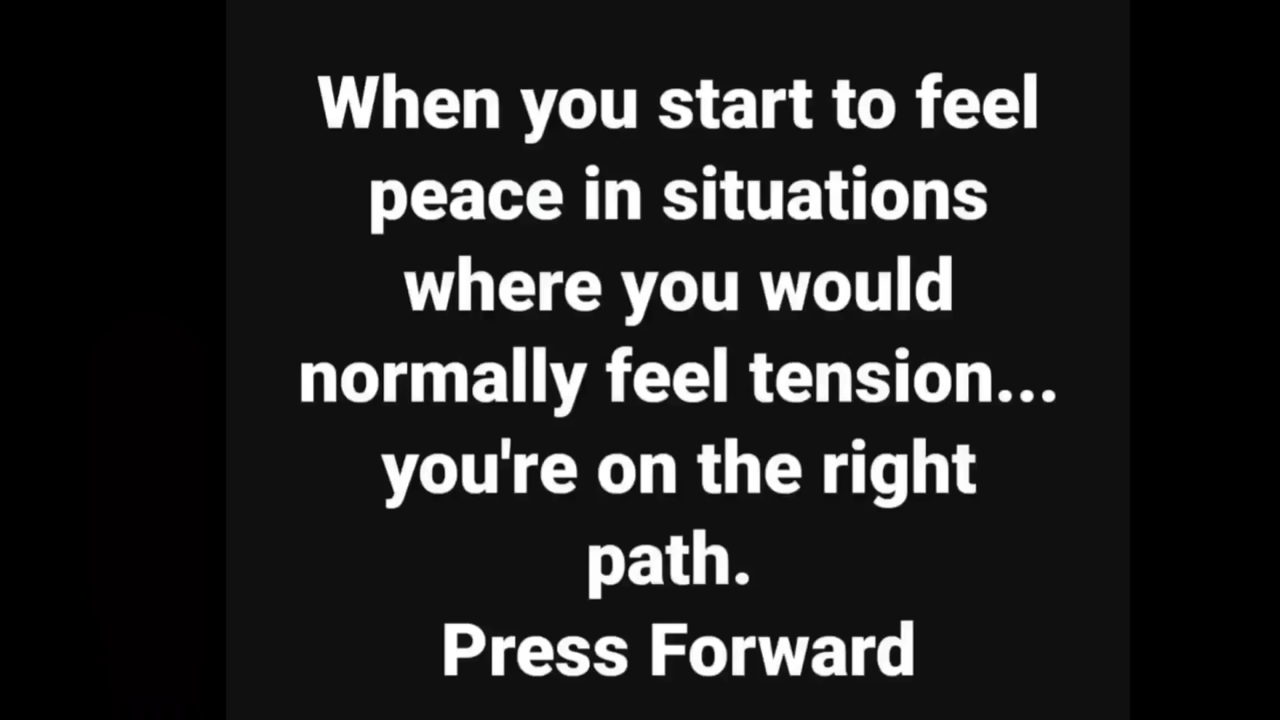 When you start to feel
peace in situations
where you would
normally feel tension...
you're on the right
path.
Press Forward